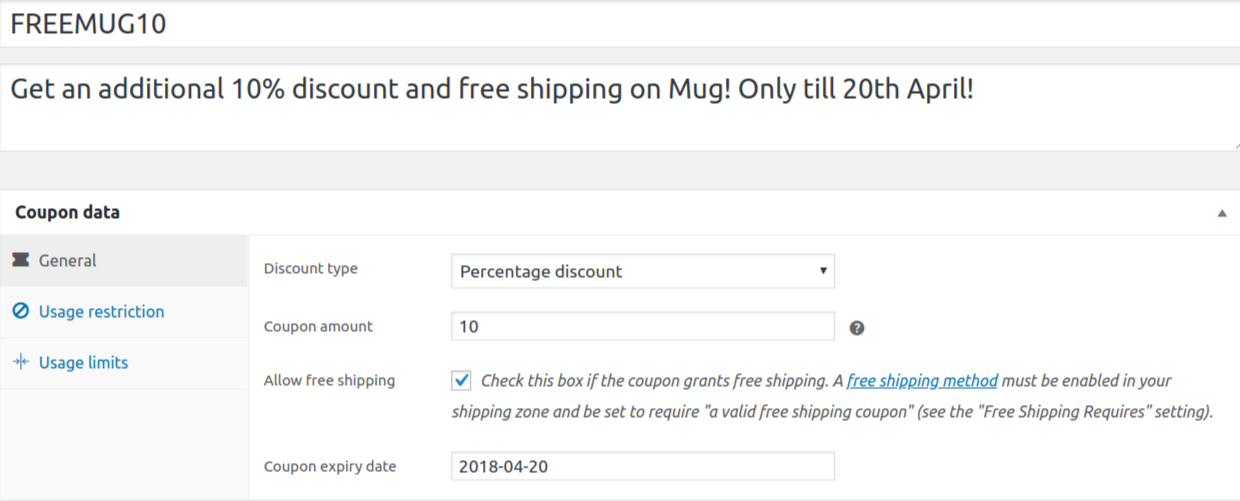 FREEMUG10
Get an additional 10% discount and free shipping on Mug! Only till 20th April!
Coupon data
General
Usage restriction
Usage limits
Discount type
Percentage discount
Coupon amount
10
Allow free shipping
Check this box if the coupon grants free shipping. A free shipping method must be enabled in your
shipping zone and be set to require "a valid free shipping coupon" (see the "Free Shipping Requires" setting).
Coupon expiry date
2018-04-20